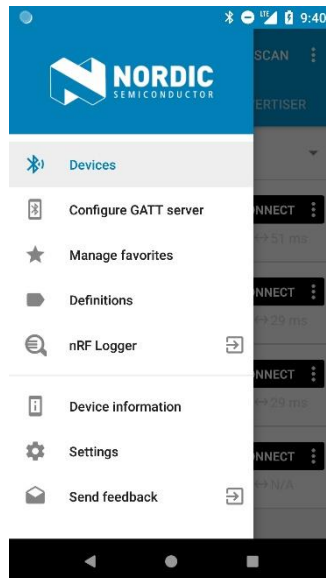 LTE 9:40
NORDIC
SEMICONDUCTOR
SCAN
ERTISER
Devices
Configure GATT server
NNECT
51 ms
Manage favorites
Definitions
NNECT
29 ms
nRF Logger
NNECT
29 ms
Device information
Settings
NNECT
N/A
Send feedback